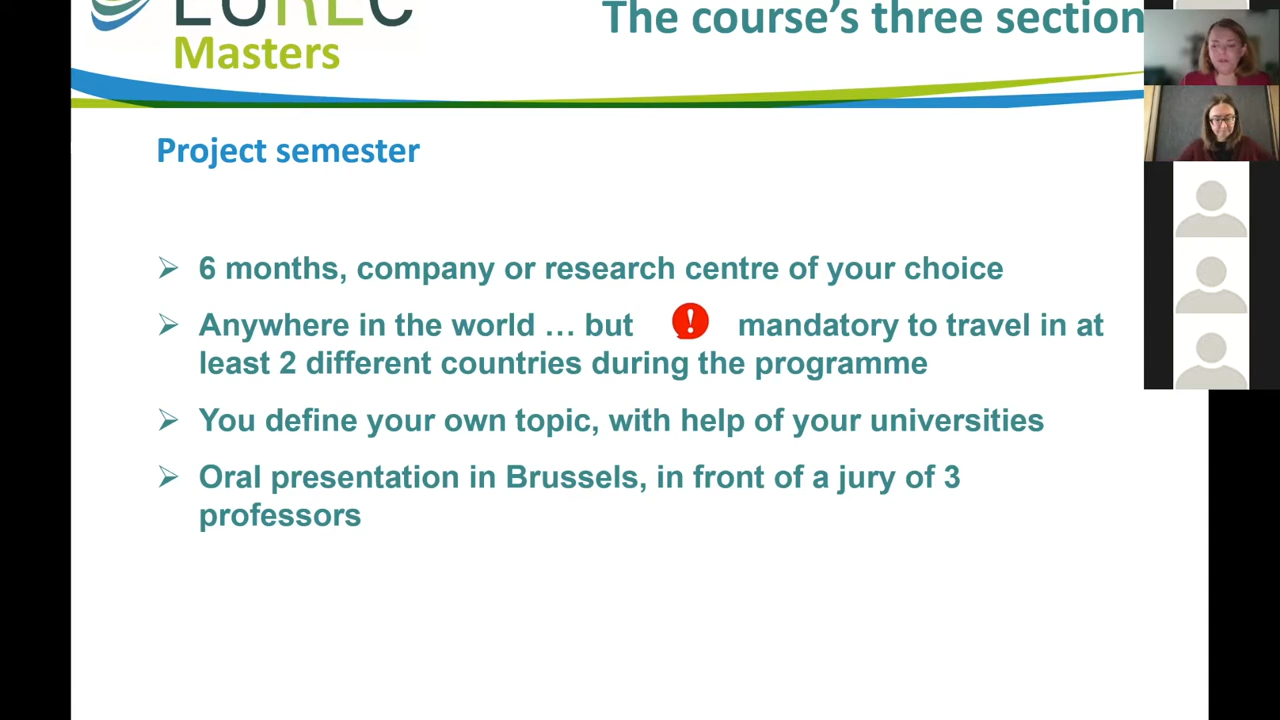 EUREC
Masters
The course's three section
Project semester
6 months, company or research centre of your choice
Anywhere in the world … but ! mandatory to travel in at
least 2 different countries during the programme
You define your own topic, with help of your universities
Oral presentation in Brussels, in front of a jury of 3
professors